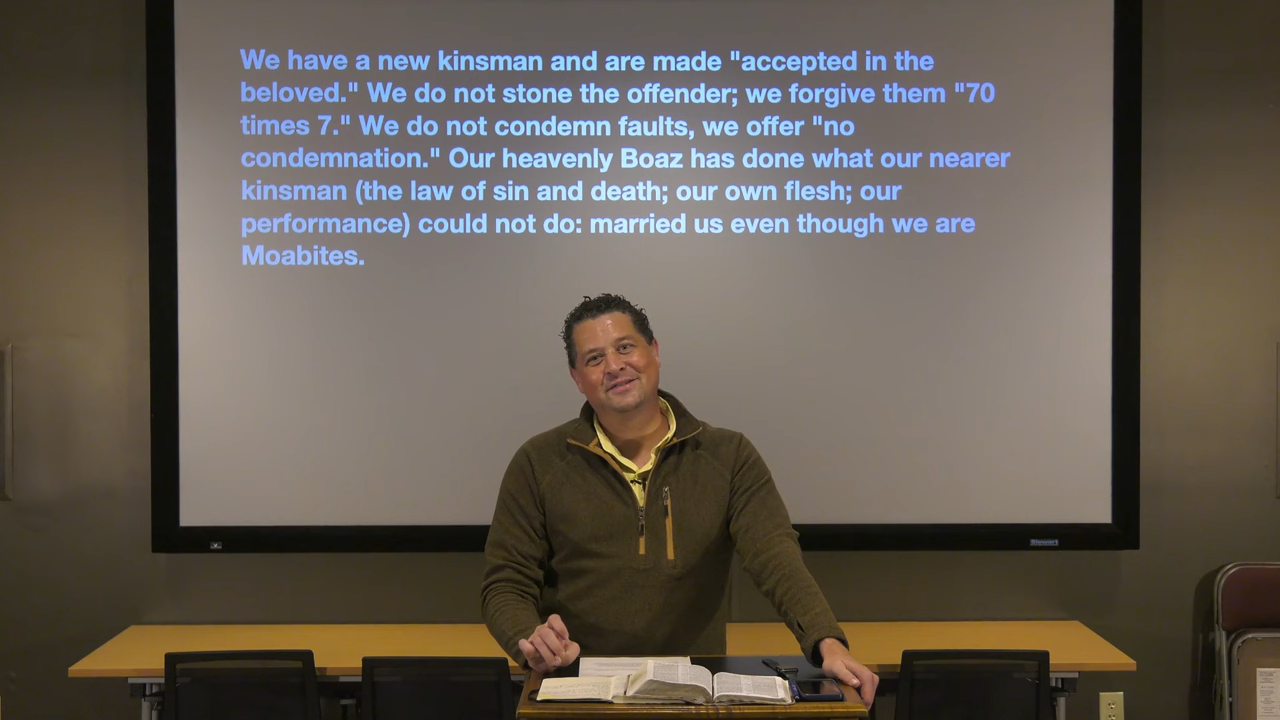 We have a new kinsman and are made "accepted in the
beloved." We do not stone the offender; we forgive them "70
times 7." We do not condemn faults, we offer "no
condemnation." Our heavenly Boaz has done what our nearer
kinsman (the law of sin and death; our own flesh; our
performance) could not do: married us even though we are
Moabites.